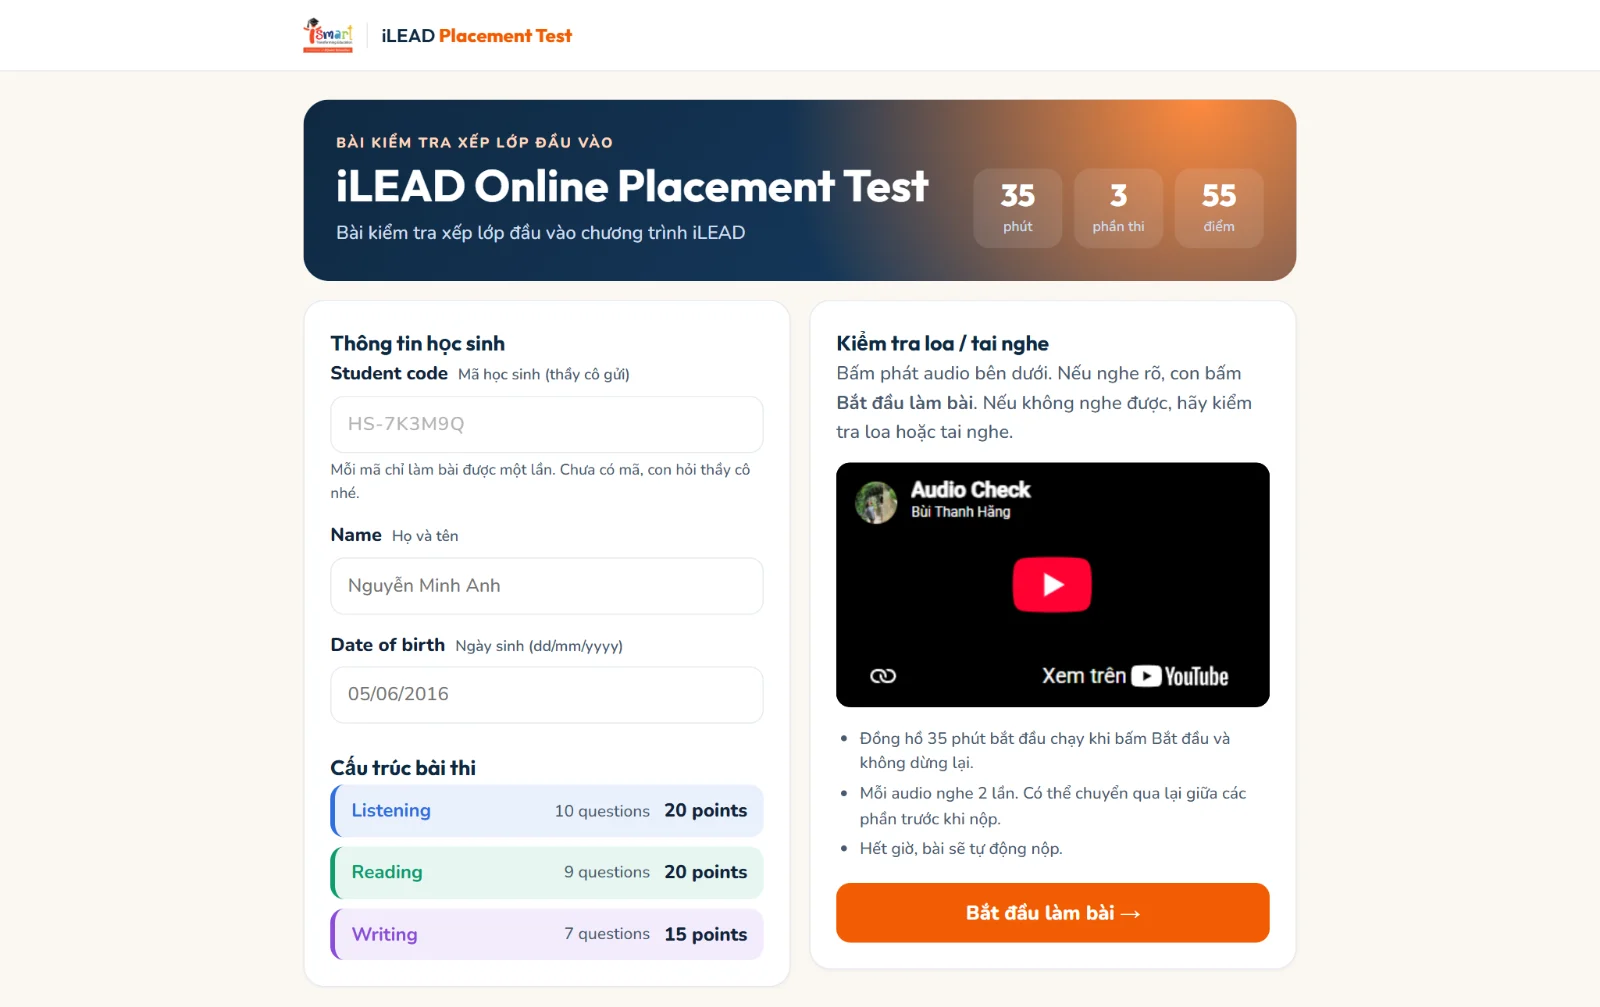 iSmart
iLEAD Placement Test
BÀI KIỂM TRA XẾP LỚP ĐẦU VÀO
iLEAD Online Placement Test
Bài kiểm tra xếp lớp đầu vào chương trình iLEAD
35
phút
3
phần thi
55
điểm
Thông tin học sinh
Student code Mã học sinh (thầy cô gửi)
HS-7K3M9Q
Mỗi mã chỉ làm bài được một lần. Chưa có mã, con hỏi thầy cô
nhé.
Name Họ và tên
Nguyễn Minh Anh
Date of birth Ngày sinh (dd/mm/yyyy)
05/06/2016
Cấu trúc bài thi
Listening 10 questions 20 points
Reading 9 questions 20 points
Writing 7 questions 15 points
Kiểm tra loa / tai nghe
Bấm phát audio bên dưới. Nếu nghe rõ, con bấm
Bắt đầu làm bài. Nếu không nghe được, hãy kiểm
tra loa hoặc tai nghe.
Audio Check
Bùi Thanh Hăng
Xem trên YouTube
• Đồng hồ 35 phút bắt đầu chạy khi bấm Bắt đầu và
không dừng lại.
• Mỗi audio nghe 2 lần. Có thể chuyển qua lại giữa các
phần trước khi nộp.
• Hết giờ, bài sẽ tự động nộp.
Bắt đầu làm bài →